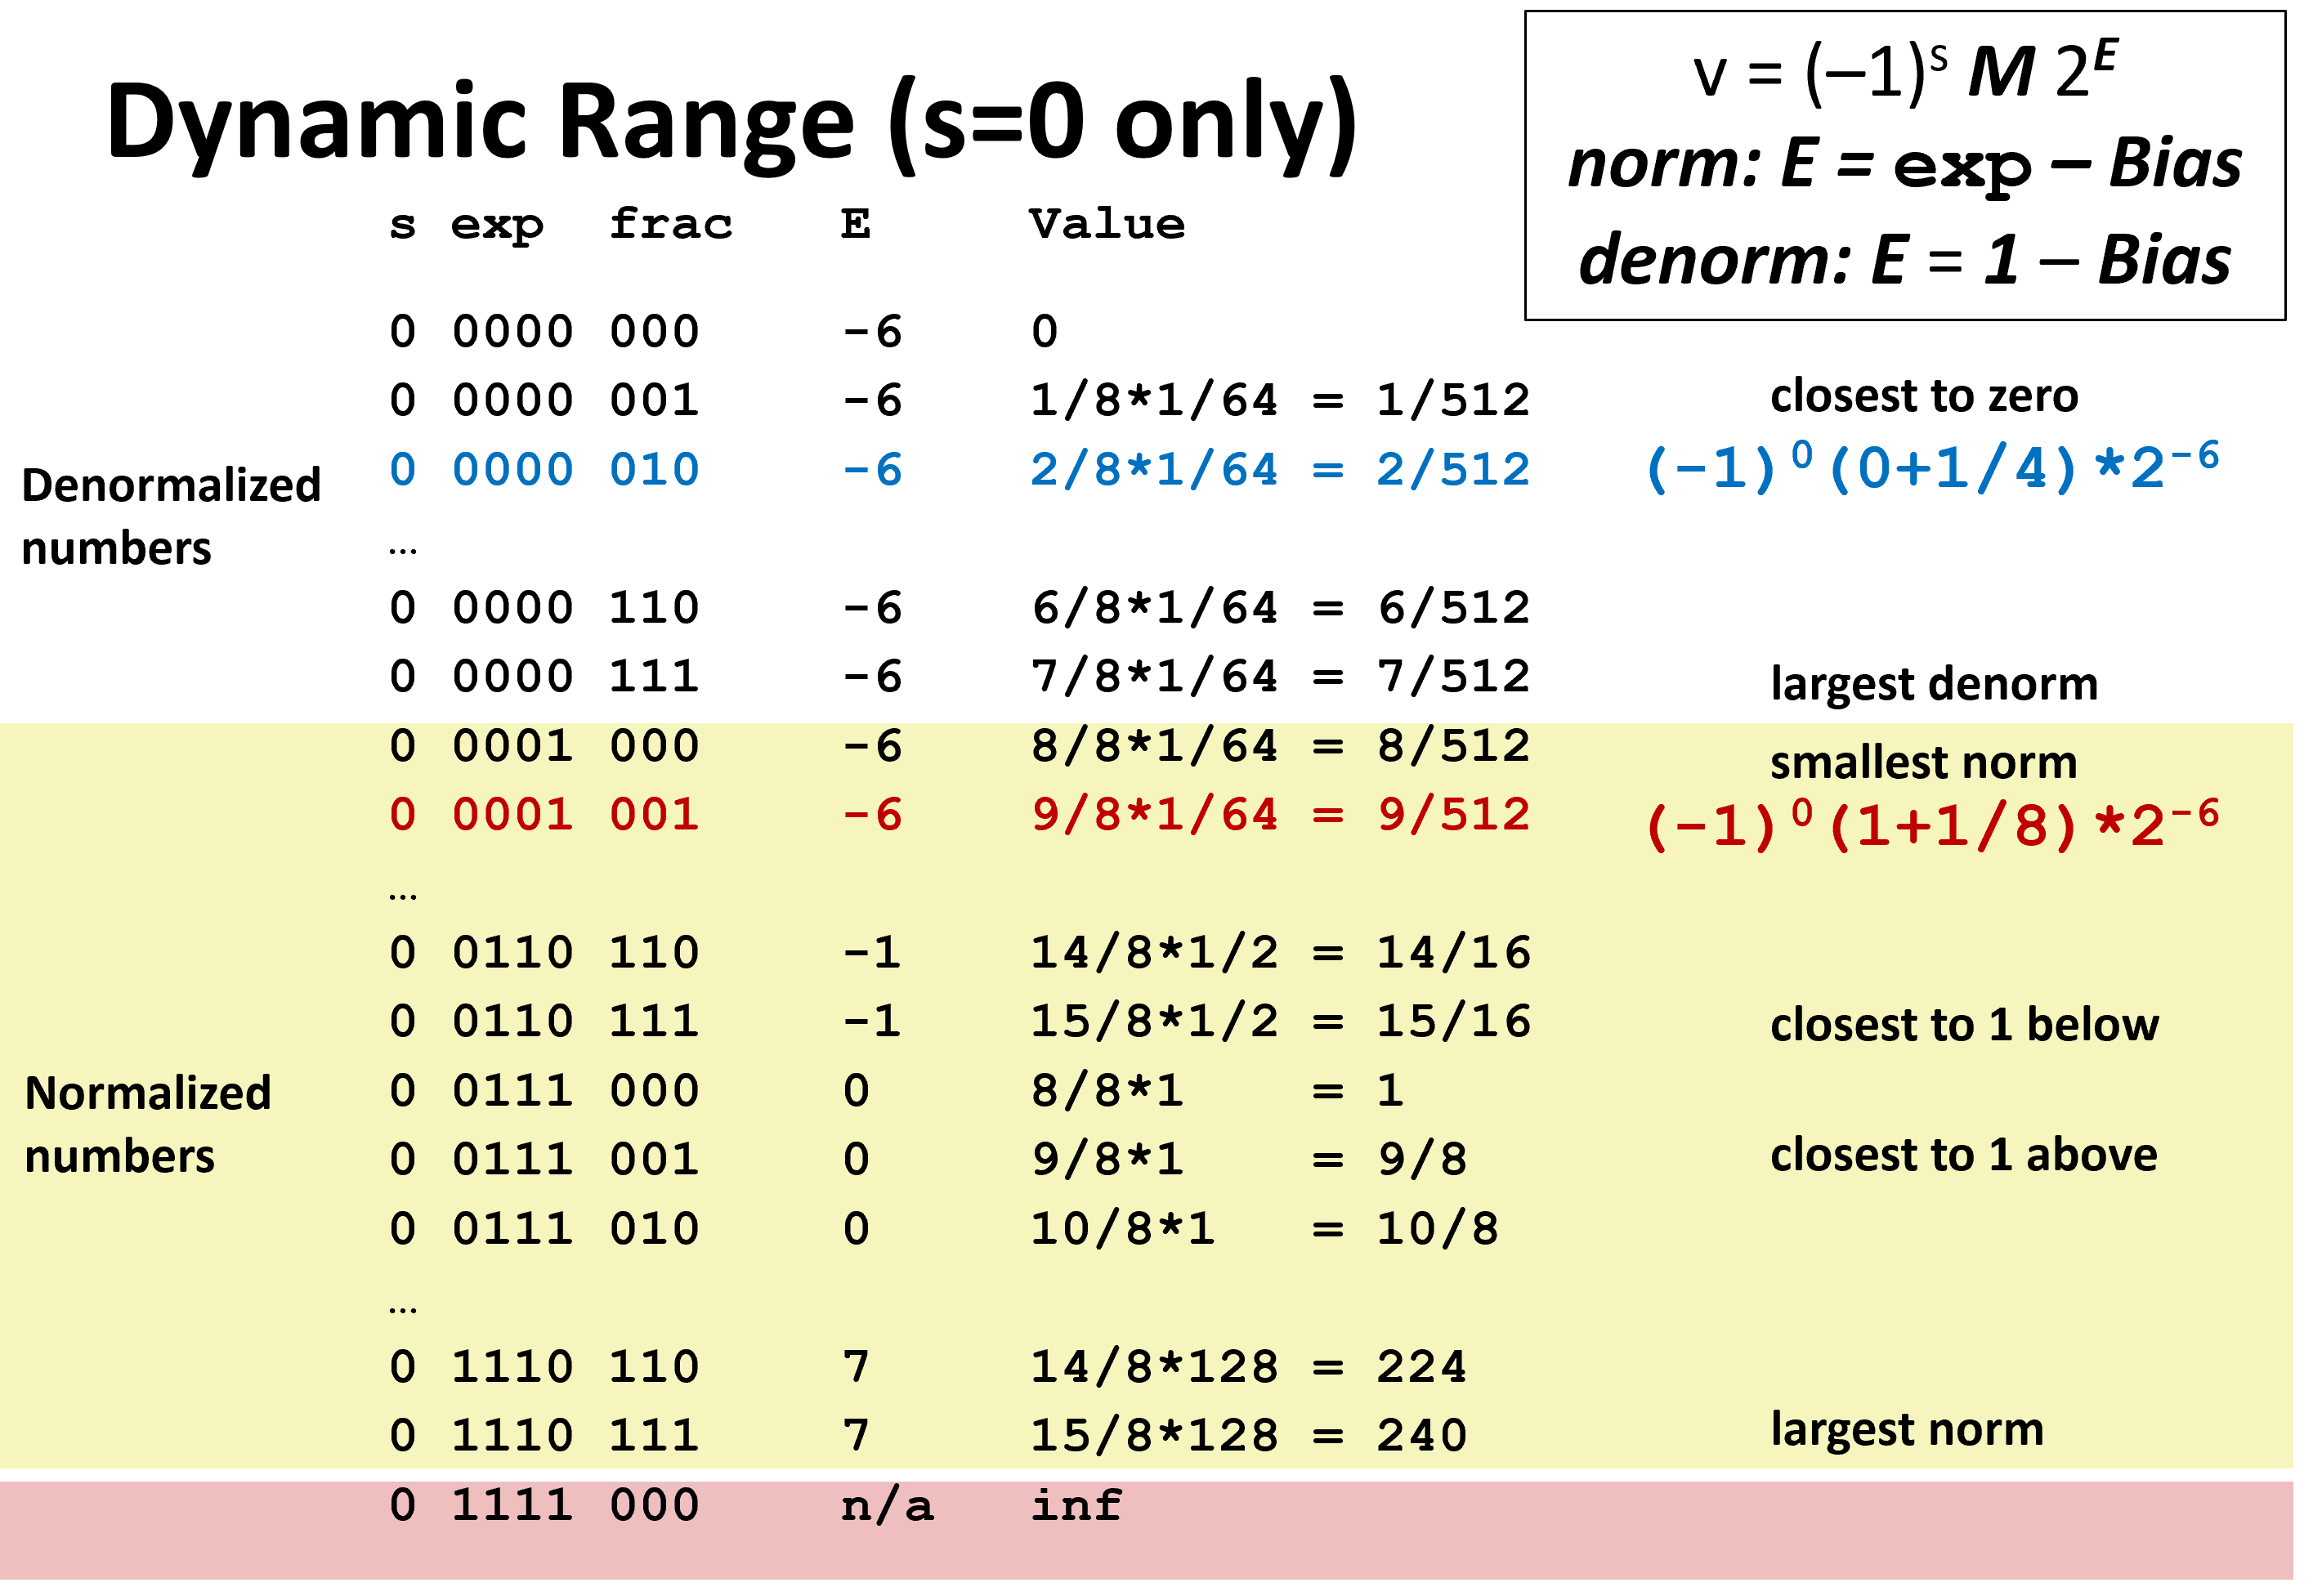 Dynamic Range (s=0 only)
v = (–1)ˢ M 2ᴱ
norm: E = exp – Bias
denorm: E = 1 – Bias
s exp frac E Value
0 0000 000 -6 0
0 0000 001 -6 1/8*1/64 = 1/512 closest to zero
0 0000 010 -6 2/8*1/64 = 2/512 (-1)⁰(0+1/4)*2⁻⁶
Denormalized
numbers
…
0 0000 110 -6 6/8*1/64 = 6/512
0 0000 111 -6 7/8*1/64 = 7/512 largest denorm
0 0001 000 -6 8/8*1/64 = 8/512 smallest norm
0 0001 001 -6 9/8*1/64 = 9/512 (-1)⁰(1+1/8)*2⁻⁶
…
0 0110 110 -1 14/8*1/2 = 14/16
0 0110 111 -1 15/8*1/2 = 15/16 closest to 1 below
Normalized
numbers
0 0111 000 0 8/8*1 = 1
0 0111 001 0 9/8*1 = 9/8 closest to 1 above
0 0111 010 0 10/8*1 = 10/8
…
0 1110 110 7 14/8*128 = 224
0 1110 111 7 15/8*128 = 240 largest norm
0 1111 000 n/a inf